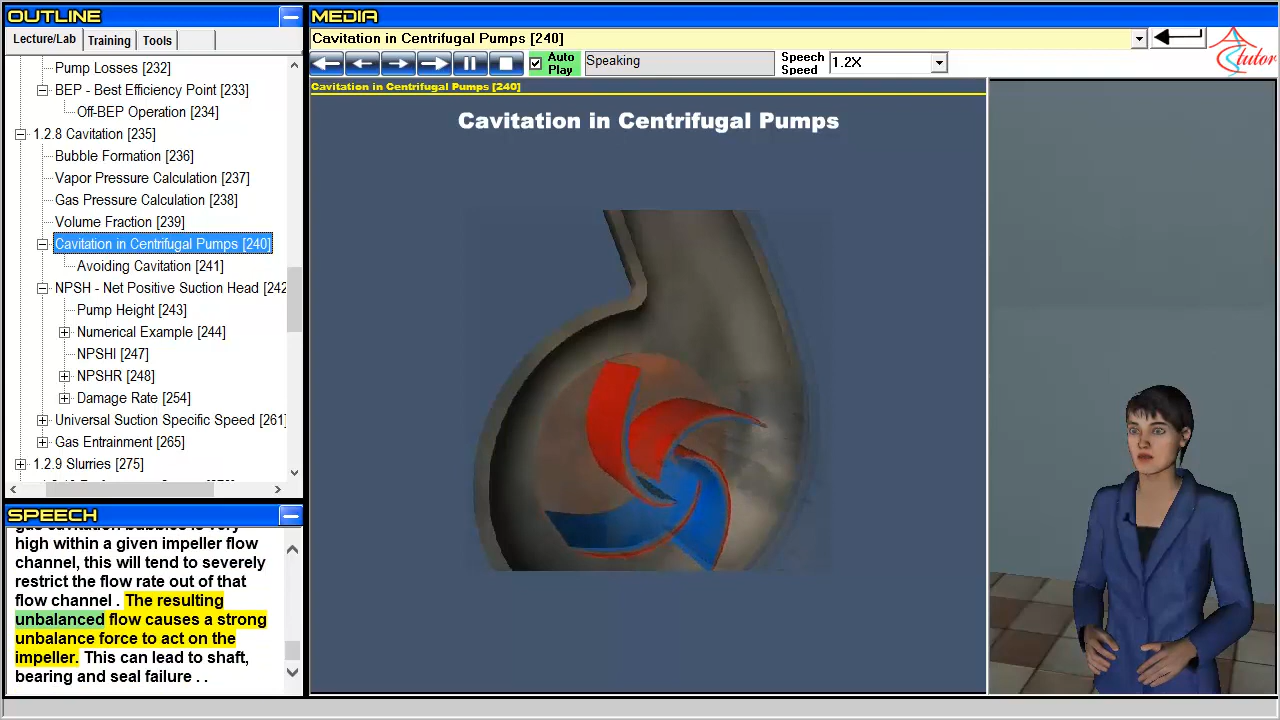 OUTLINE
Lecture/Lab Training Tools
Pump Losses [232]
BEP - Best Efficiency Point [233]
Off-BEP Operation [234]
1.2.8 Cavitation [235]
Bubble Formation [236]
Vapor Pressure Calculation [237]
Gas Pressure Calculation [238]
Volume Fraction [239]
Cavitation in Centrifugal Pumps [240]
Avoiding Cavitation [241]
NPSH - Net Positive Suction Head [242
Pump Height [243]
Numerical Example [244]
NPSHI [247]
NPSHR [248]
Damage Rate [254]
Universal Suction Specific Speed [261]
Gas Entrainment [265]
1.2.9 Slurries [275]
SPEECH
gas cavitation bubbles is very
high within a given impeller flow
channel, this will tend to severely
restrict the flow rate out of that
flow channel . The resulting
unbalanced flow causes a strong
unbalance force to act on the
impeller. This can lead to shaft,
bearing and seal failure . .
MEDIA
Cavitation in Centrifugal Pumps [240]
Auto
Play
Speaking
Speech
Speed
1.2X
tutor
Cavitation in Centrifugal Pumps [240]
Cavitation in Centrifugal Pumps